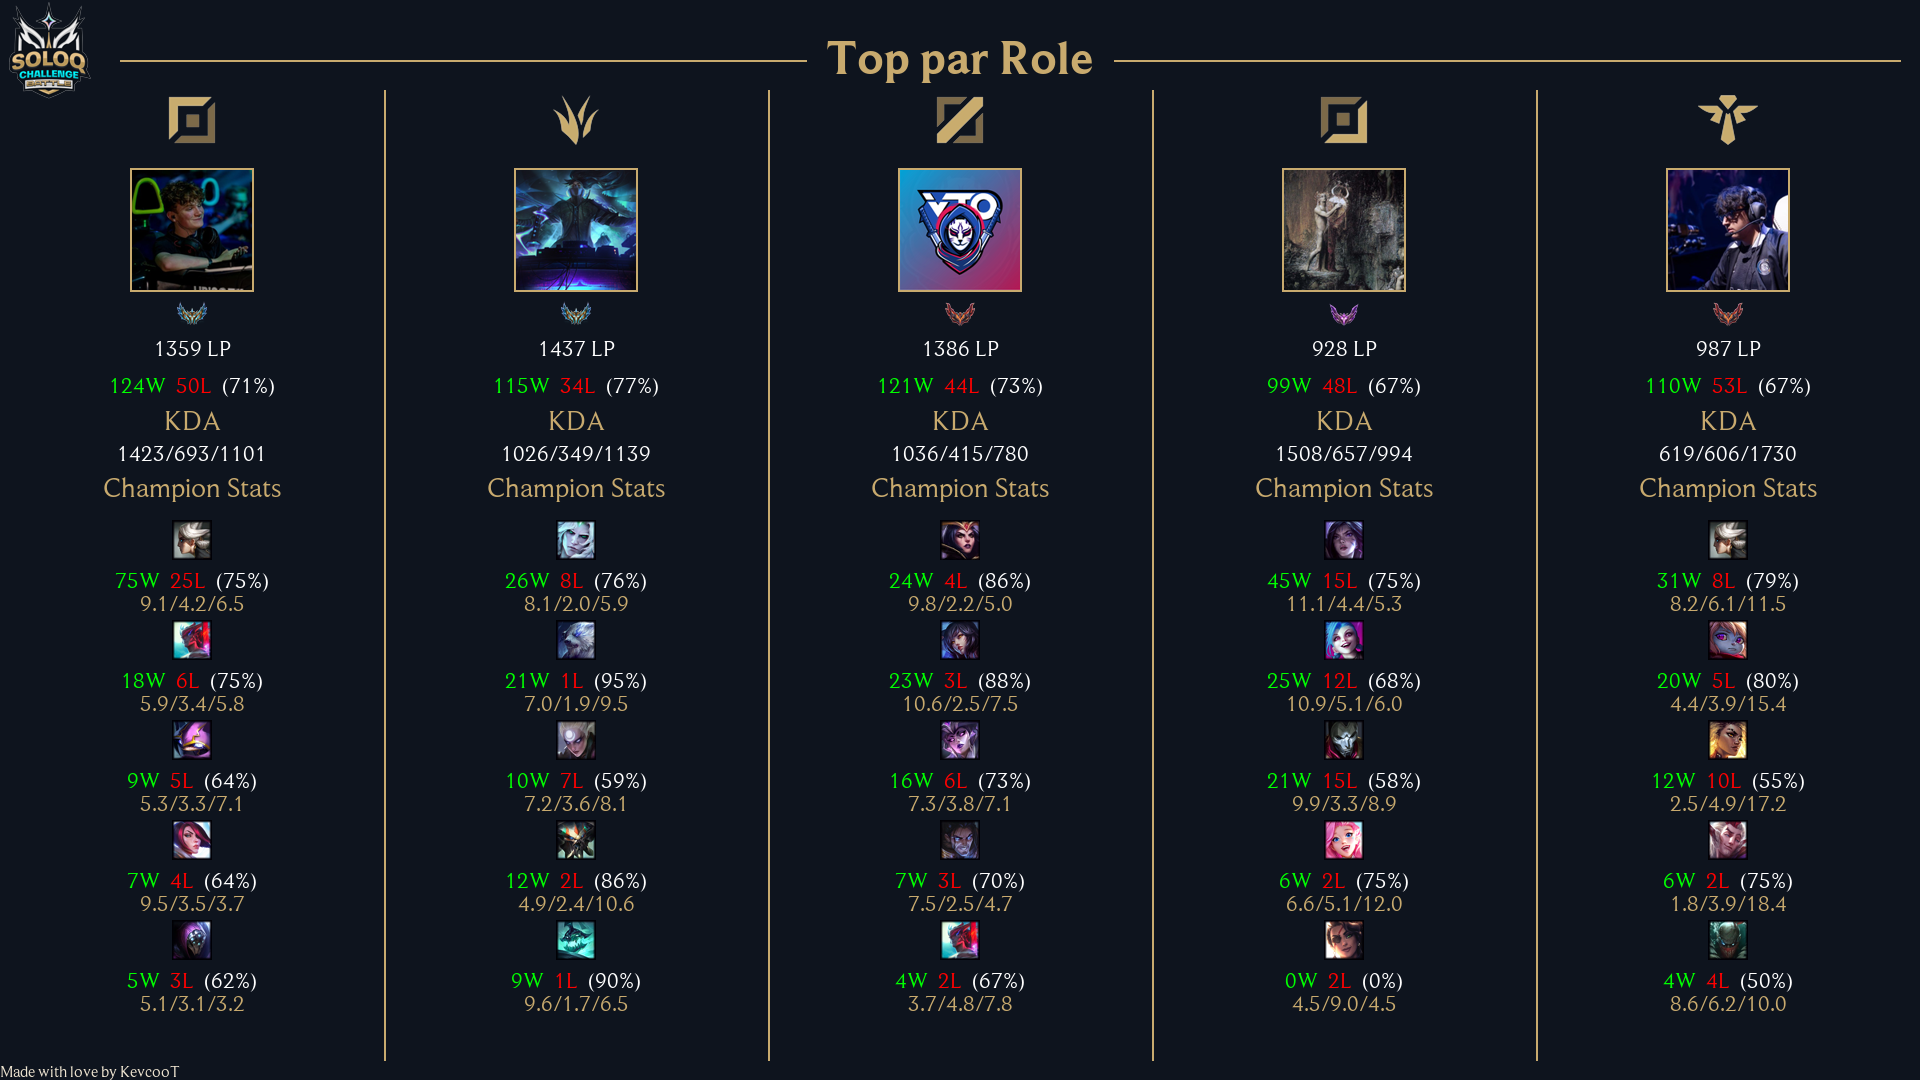 SOLOQ
CHALLENGE
BATTLE
Top par Role
VTO
1359 LP
124W 50L (71%)
KDA
1423/693/1101
Champion Stats
75W 25L (75%)
9.1/4.2/6.5
18W 6L (75%)
5.9/3.4/5.8
9W 5L (64%)
5.3/3.3/7.1
7W 4L (64%)
9.5/3.5/3.7
5W 3L (62%)
5.1/3.1/3.2
1437 LP
115W 34L (77%)
KDA
1026/349/1139
Champion Stats
26W 8L (76%)
8.1/2.0/5.9
21W 1L (95%)
7.0/1.9/9.5
10W 7L (59%)
7.2/3.6/8.1
12W 2L (86%)
4.9/2.4/10.6
9W 1L (90%)
9.6/1.7/6.5
1386 LP
121W 44L (73%)
KDA
1036/415/780
Champion Stats
24W 4L (86%)
9.8/2.2/5.0
23W 3L (88%)
10.6/2.5/7.5
16W 6L (73%)
7.3/3.8/7.1
7W 3L (70%)
7.5/2.5/4.7
4W 2L (67%)
3.7/4.8/7.8
928 LP
99W 48L (67%)
KDA
1508/657/994
Champion Stats
45W 15L (75%)
11.1/4.4/5.3
25W 12L (68%)
10.9/5.1/6.0
21W 15L (58%)
9.9/3.3/8.9
6W 2L (75%)
6.6/5.1/12.0
0W 2L (0%)
4.5/9.0/4.5
987 LP
110W 53L (67%)
KDA
619/606/1730
Champion Stats
31W 8L (79%)
8.2/6.1/11.5
20W 5L (80%)
4.4/3.9/15.4
12W 10L (55%)
2.5/4.9/17.2
6W 2L (75%)
1.8/3.9/18.4
4W 4L (50%)
8.6/6.2/10.0
Made with love by KevcooT